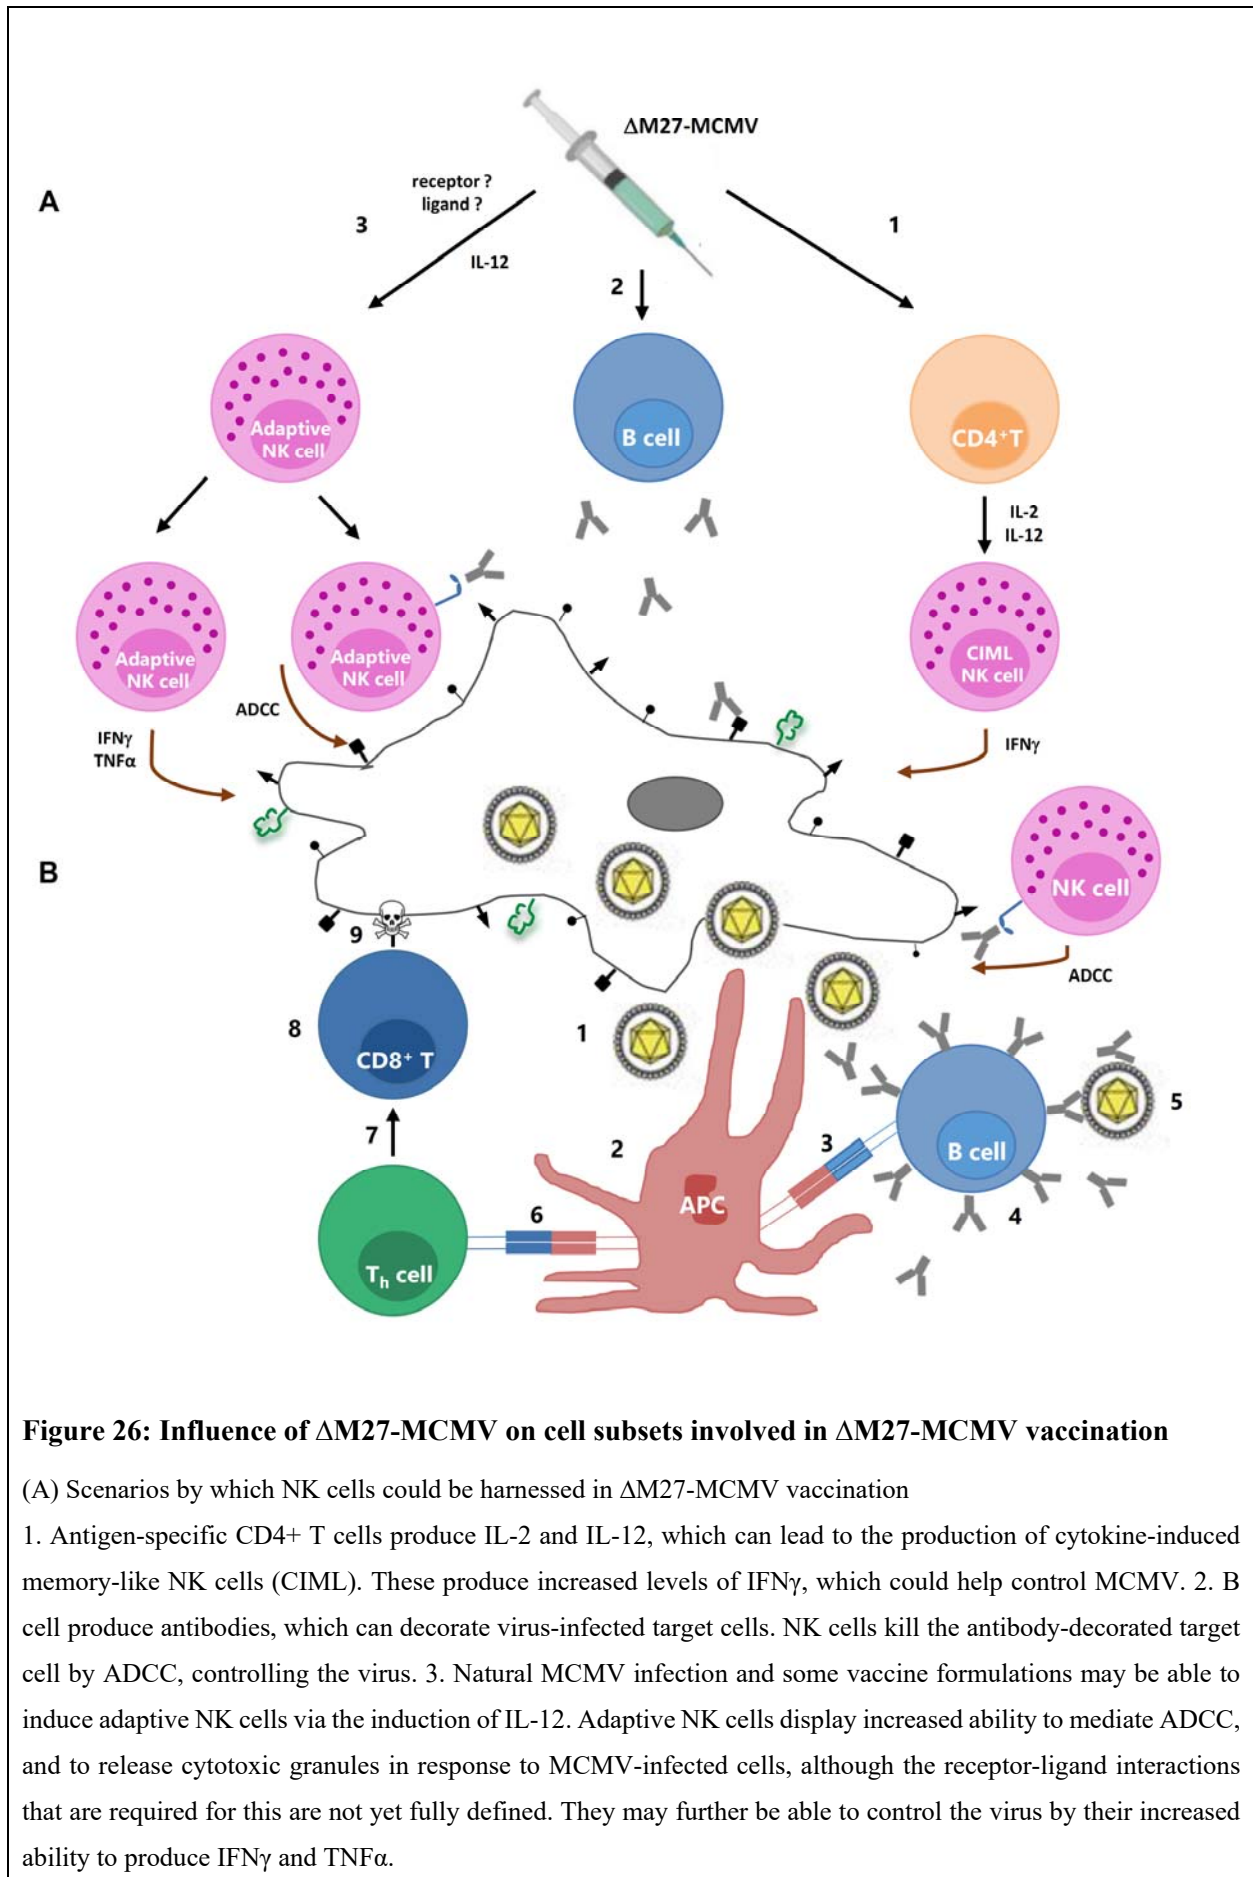 ΔM27-MCMV
A
receptor ?
ligand ?
3
1
IL-12
2
Adaptive
NK cell
B cell
CD4⁺T
IL-2
IL-12
Adaptive
NK cell
Adaptive
NK cell
CIML
NK cell
ADCC
IFNγ
TNFα
IFNγ
B
NK cell
9
ADCC
8
CD8⁺ T
1
5
7
2
3
B cell
APC
6
4
Tₕ cell
Figure 26: Influence of ΔM27-MCMV on cell subsets involved in ΔM27-MCMV vaccination
(A) Scenarios by which NK cells could be harnessed in ΔM27-MCMV vaccination
1. Antigen-specific CD4+ T cells produce IL-2 and IL-12, which can lead to the production of cytokine-induced
memory-like NK cells (CIML). These produce increased levels of IFNγ, which could help control MCMV. 2. B
cell produce antibodies, which can decorate virus-infected target cells. NK cells kill the antibody-decorated target
cell by ADCC, controlling the virus. 3. Natural MCMV infection and some vaccine formulations may be able to
induce adaptive NK cells via the induction of IL-12. Adaptive NK cells display increased ability to mediate ADCC,
and to release cytotoxic granules in response to MCMV-infected cells, although the receptor-ligand interactions
that are required for this are not yet fully defined. They may further be able to control the virus by their increased
ability to produce IFNγ and TNFα.